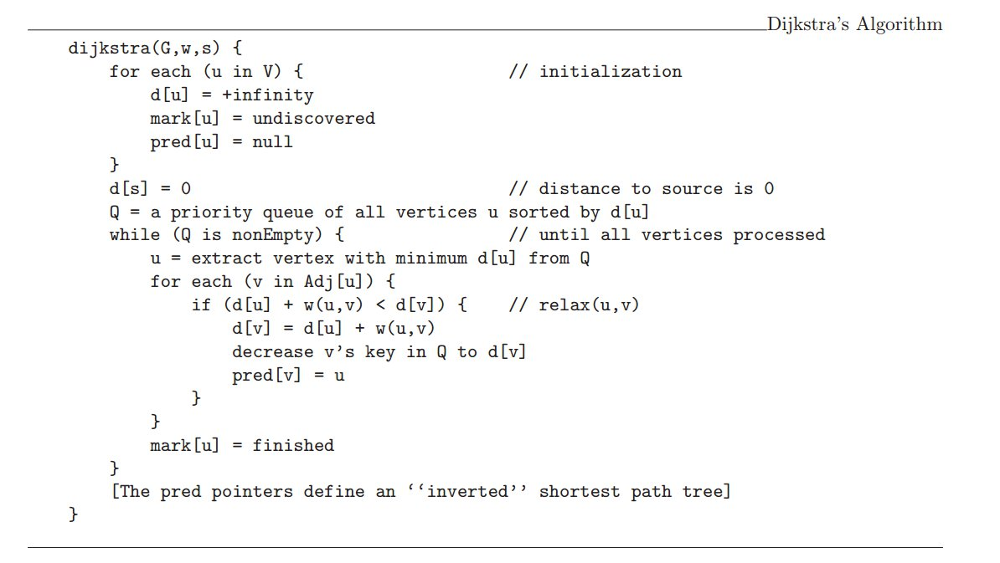 Dijkstra's Algorithm
dijkstra(G,w,s) {
    for each (u in V) {                    // initialization
        d[u] = +infinity
        mark[u] = undiscovered
        pred[u] = null
    }
    d[s] = 0                               // distance to source is 0
    Q = a priority queue of all vertices u sorted by d[u]
    while (Q is nonEmpty) {                // until all vertices processed
        u = extract vertex with minimum d[u] from Q
        for each (v in Adj[u]) {
            if (d[u] + w(u,v) < d[v]) {    // relax(u,v)
                d[v] = d[u] + w(u,v)
                decrease v’s key in Q to d[v]
                pred[v] = u
            }
        }
        mark[u] = finished
    }
    [The pred pointers define an ‘‘inverted’’ shortest path tree]
}